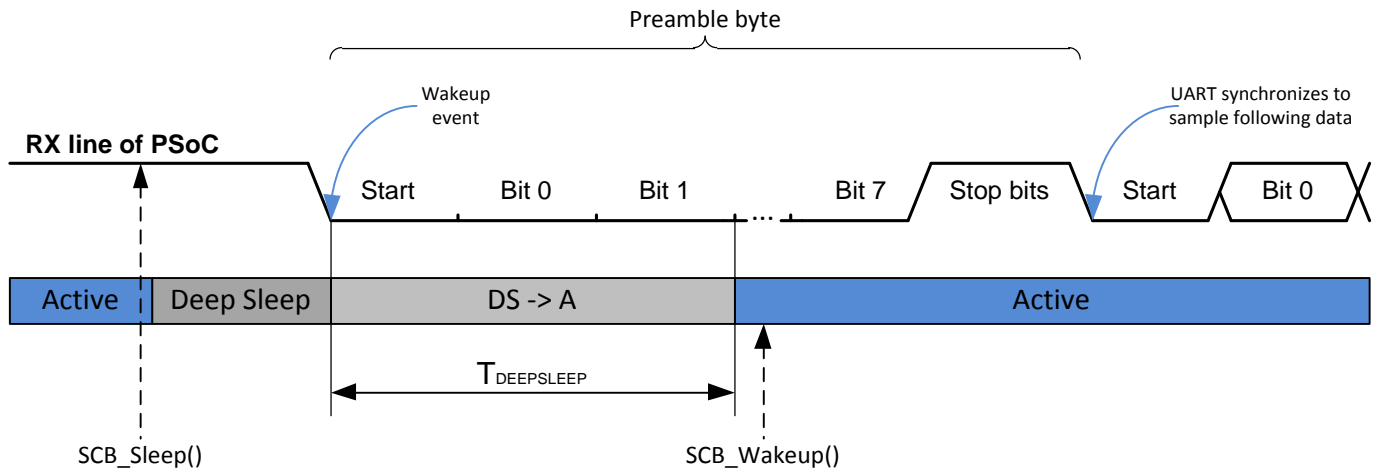 Preamble byte
Wakeup
event
UART synchronizes to
sample following data
RX line of PSoC
Start Bit 0 Bit 1 ... Bit 7 Stop bits Start Bit 0
Active Deep Sleep DS -> A Active
TDEEPSLEEP
SCB_Sleep() SCB_Wakeup()